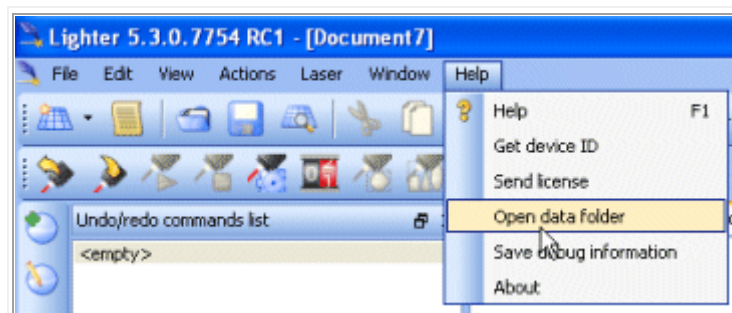 Lighter 5.3.0.7754 RC1 - [Document7]
File Edit View Actions Laser Window Help
Help F1
Get device ID
Send license
Open data folder
Save debug information
About
Undo/redo commands list
<empty>